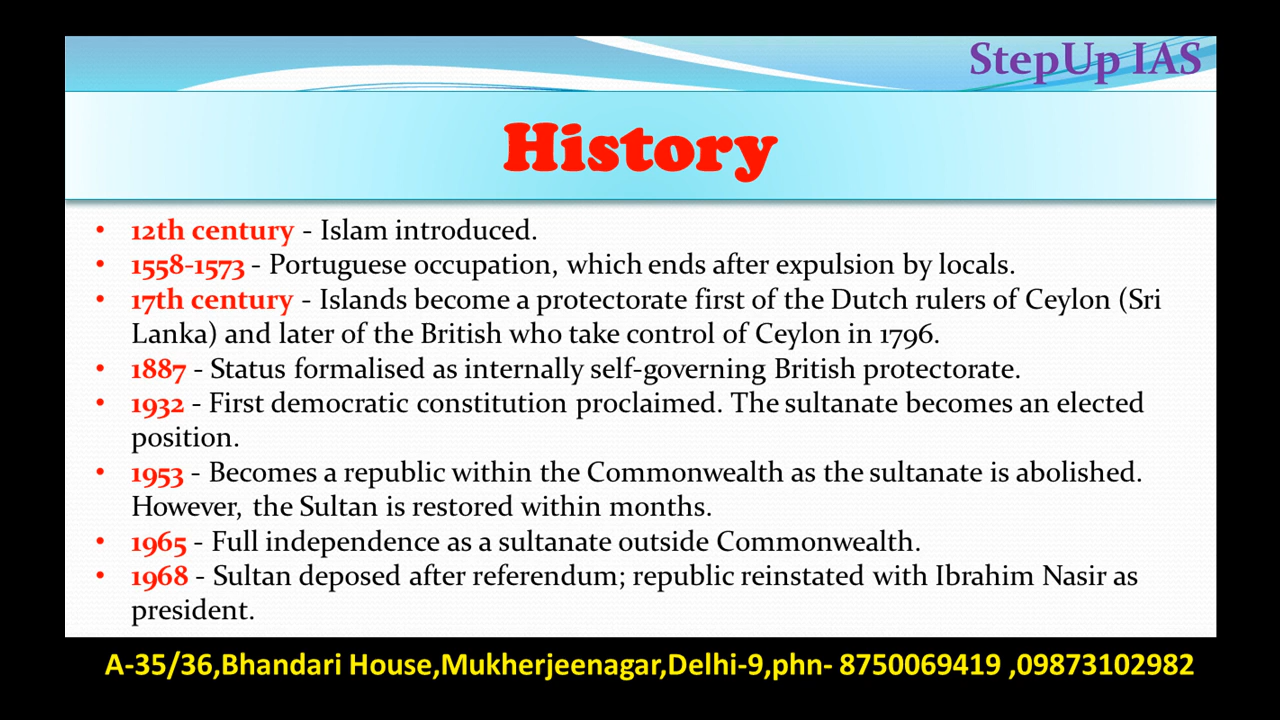 StepUp IAS
History
• 12th century - Islam introduced.
• 1558-1573 - Portuguese occupation, which ends after expulsion by locals.
• 17th century - Islands become a protectorate first of the Dutch rulers of Ceylon (Sri
Lanka) and later of the British who take control of Ceylon in 1796.
• 1887 - Status formalised as internally self-governing British protectorate.
• 1932 - First democratic constitution proclaimed. The sultanate becomes an elected
position.
• 1953 - Becomes a republic within the Commonwealth as the sultanate is abolished.
However, the Sultan is restored within months.
• 1965 - Full independence as a sultanate outside Commonwealth.
• 1968 - Sultan deposed after referendum; republic reinstated with Ibrahim Nasir as
president.
A-35/36,Bhandari House,Mukherjeenagar,Delhi-9,phn- 8750069419 ,09873102982